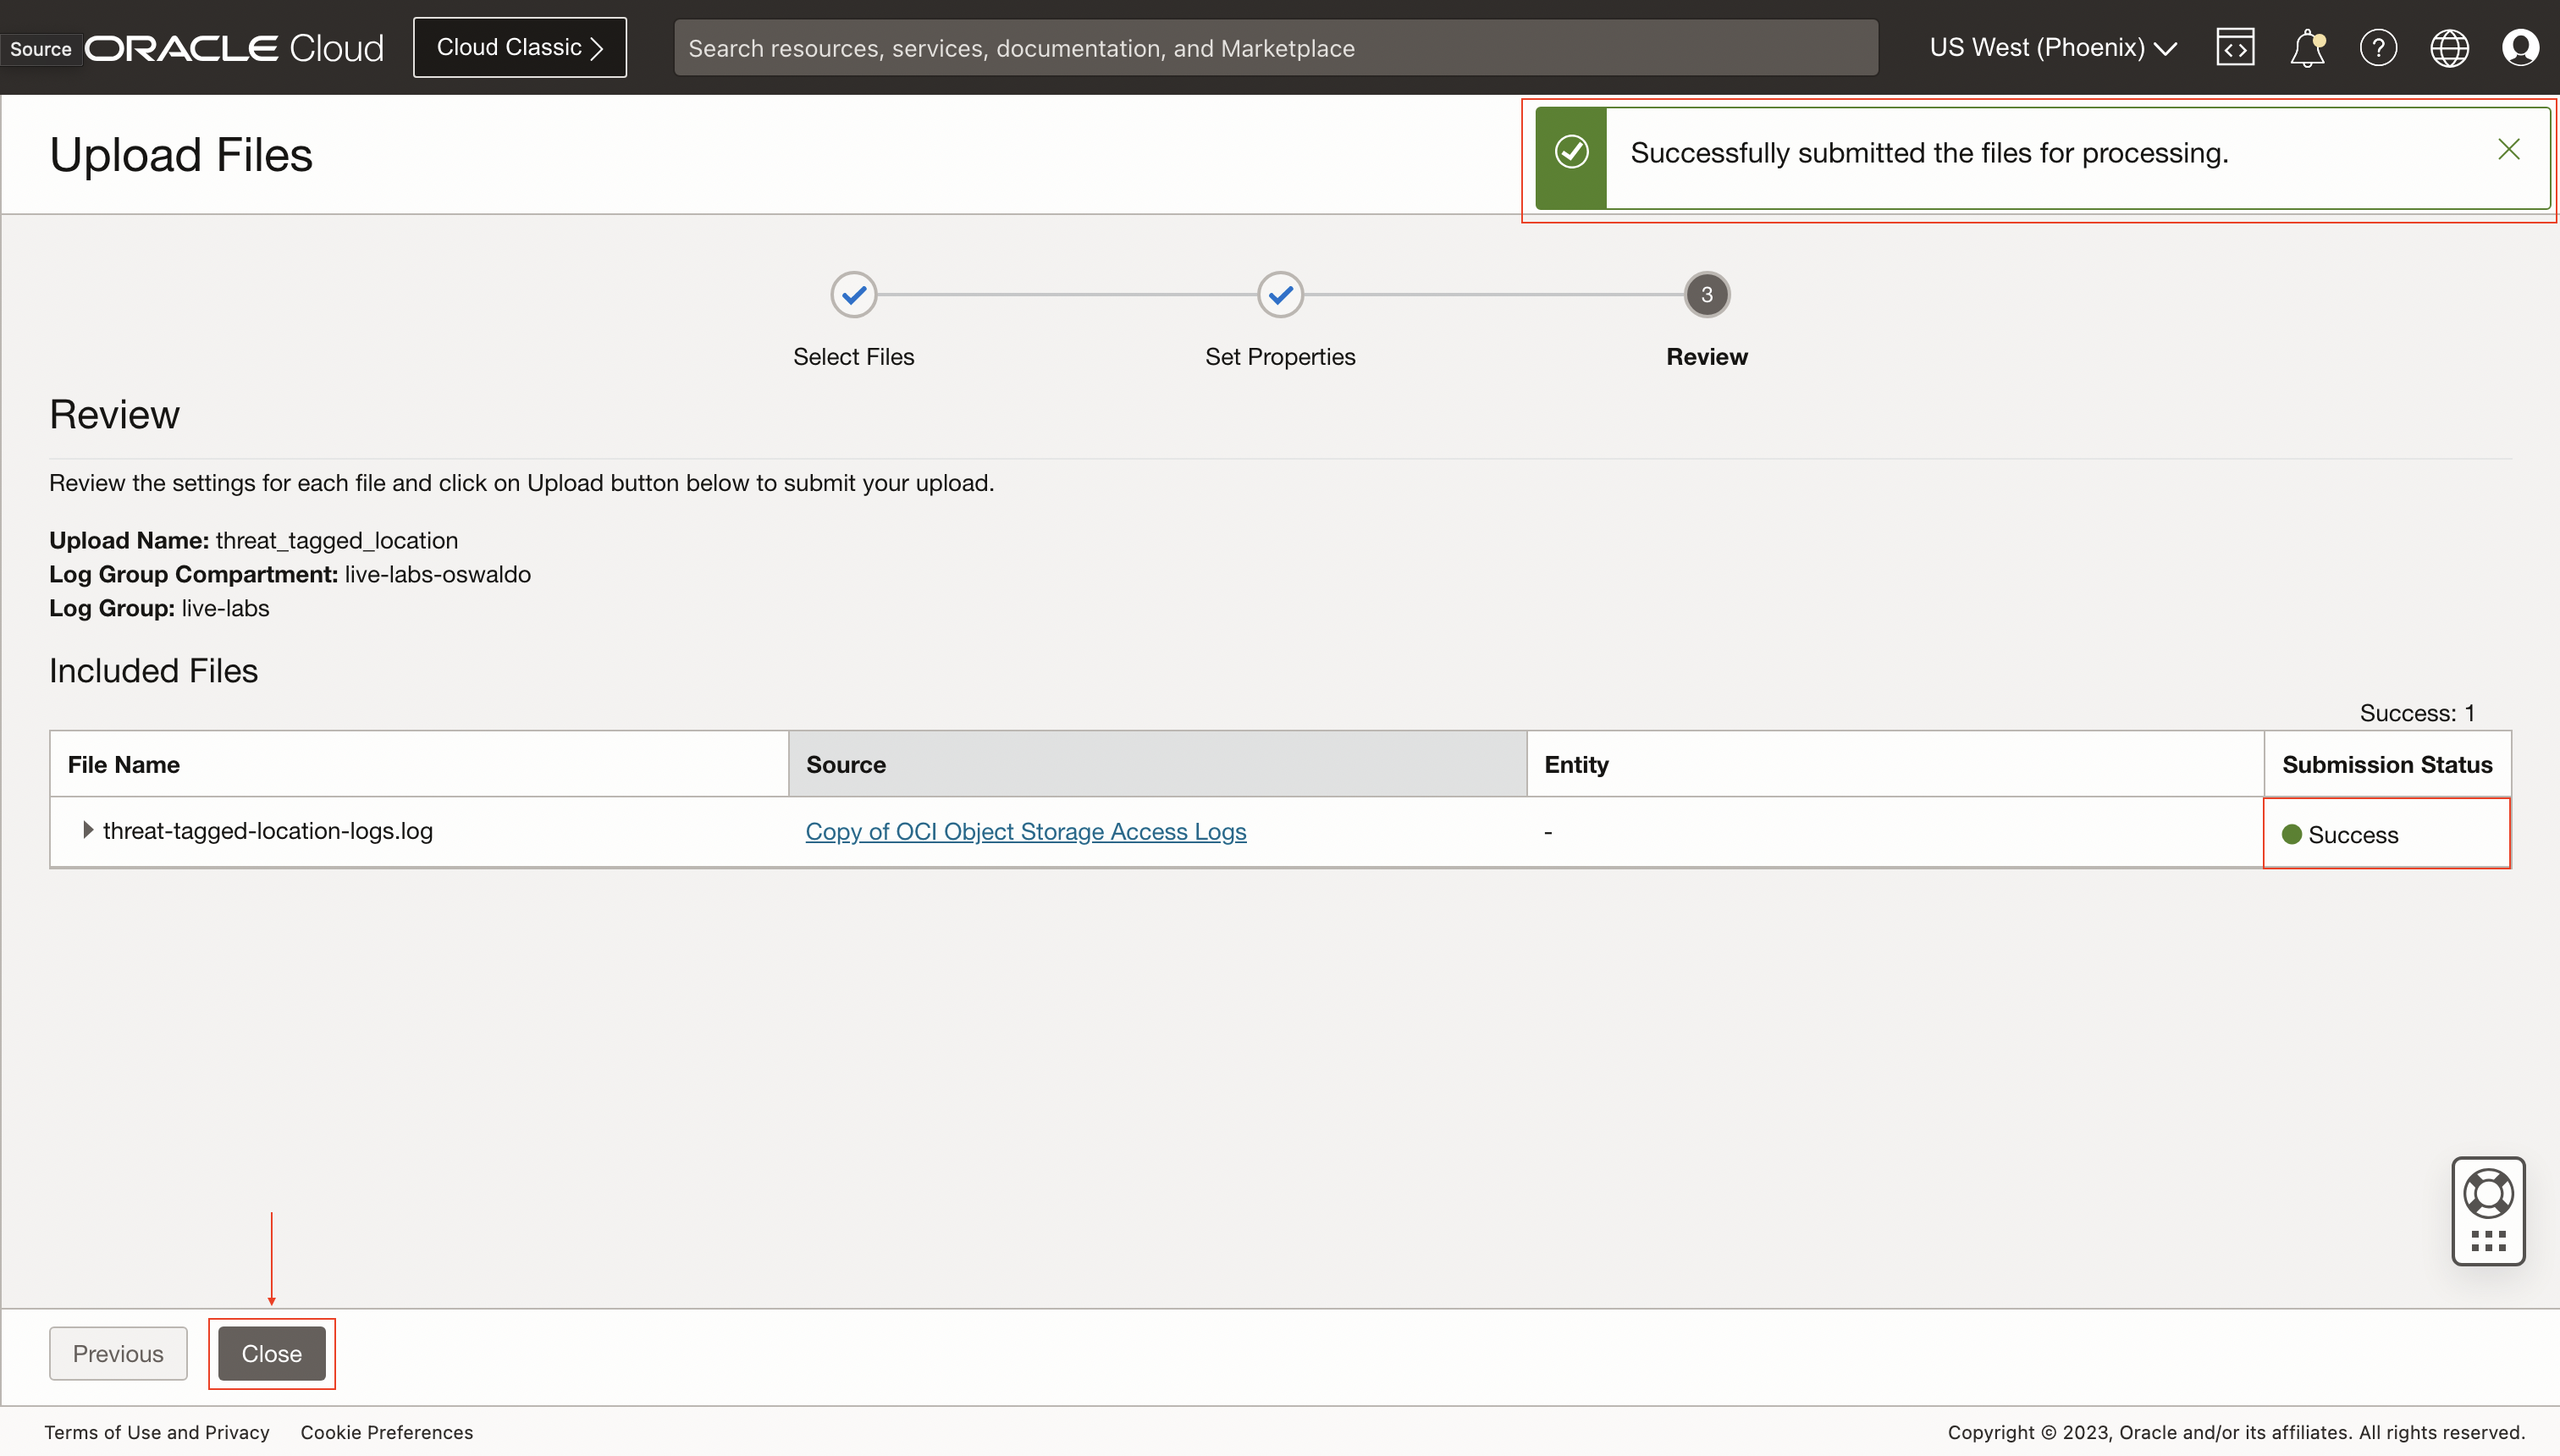 Source ORACLE Cloud Cloud Classic Search resources, services, documentation, and Marketplace US West (Phoenix)
Upload Files
Successfully submitted the files for processing.
3
Select Files Set Properties Review
Review
Review the settings for each file and click on Upload button below to submit your upload.
Upload Name: threat_tagged_location
Log Group Compartment: live-labs-oswaldo
Log Group: live-labs
Included Files
Success: 1
File Name Source Entity Submission Status
threat-tagged-location-logs.log Copy of OCI Object Storage Access Logs - Success
Previous Close
Terms of Use and Privacy Cookie Preferences Copyright © 2023, Oracle and/or its affiliates. All rights reserved.